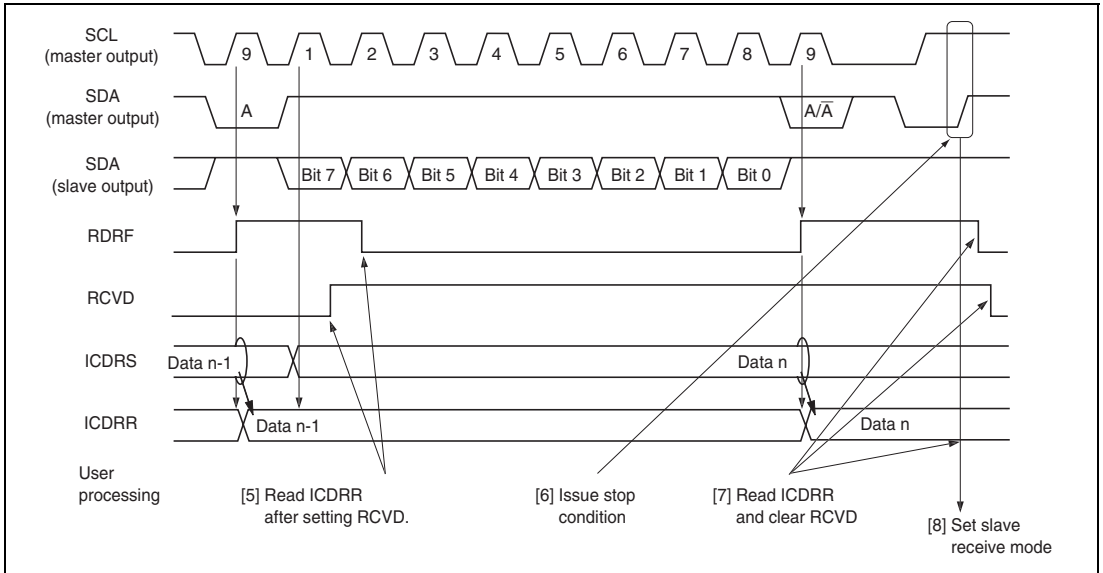 SCL
(master output)
9 1 2 3 4 5 6 7 8 9
SDA
(master output)
A A/A̅
SDA
(slave output)
Bit 7 Bit 6 Bit 5 Bit 4 Bit 3 Bit 2 Bit 1 Bit 0
RDRF
RCVD
ICDRS
Data n-1 Data n
ICDRR
Data n-1 Data n
User
processing
[5] Read ICDRR
after setting RCVD.
[6] Issue stop
condition
[7] Read ICDRR
and clear RCVD
[8] Set slave
receive mode